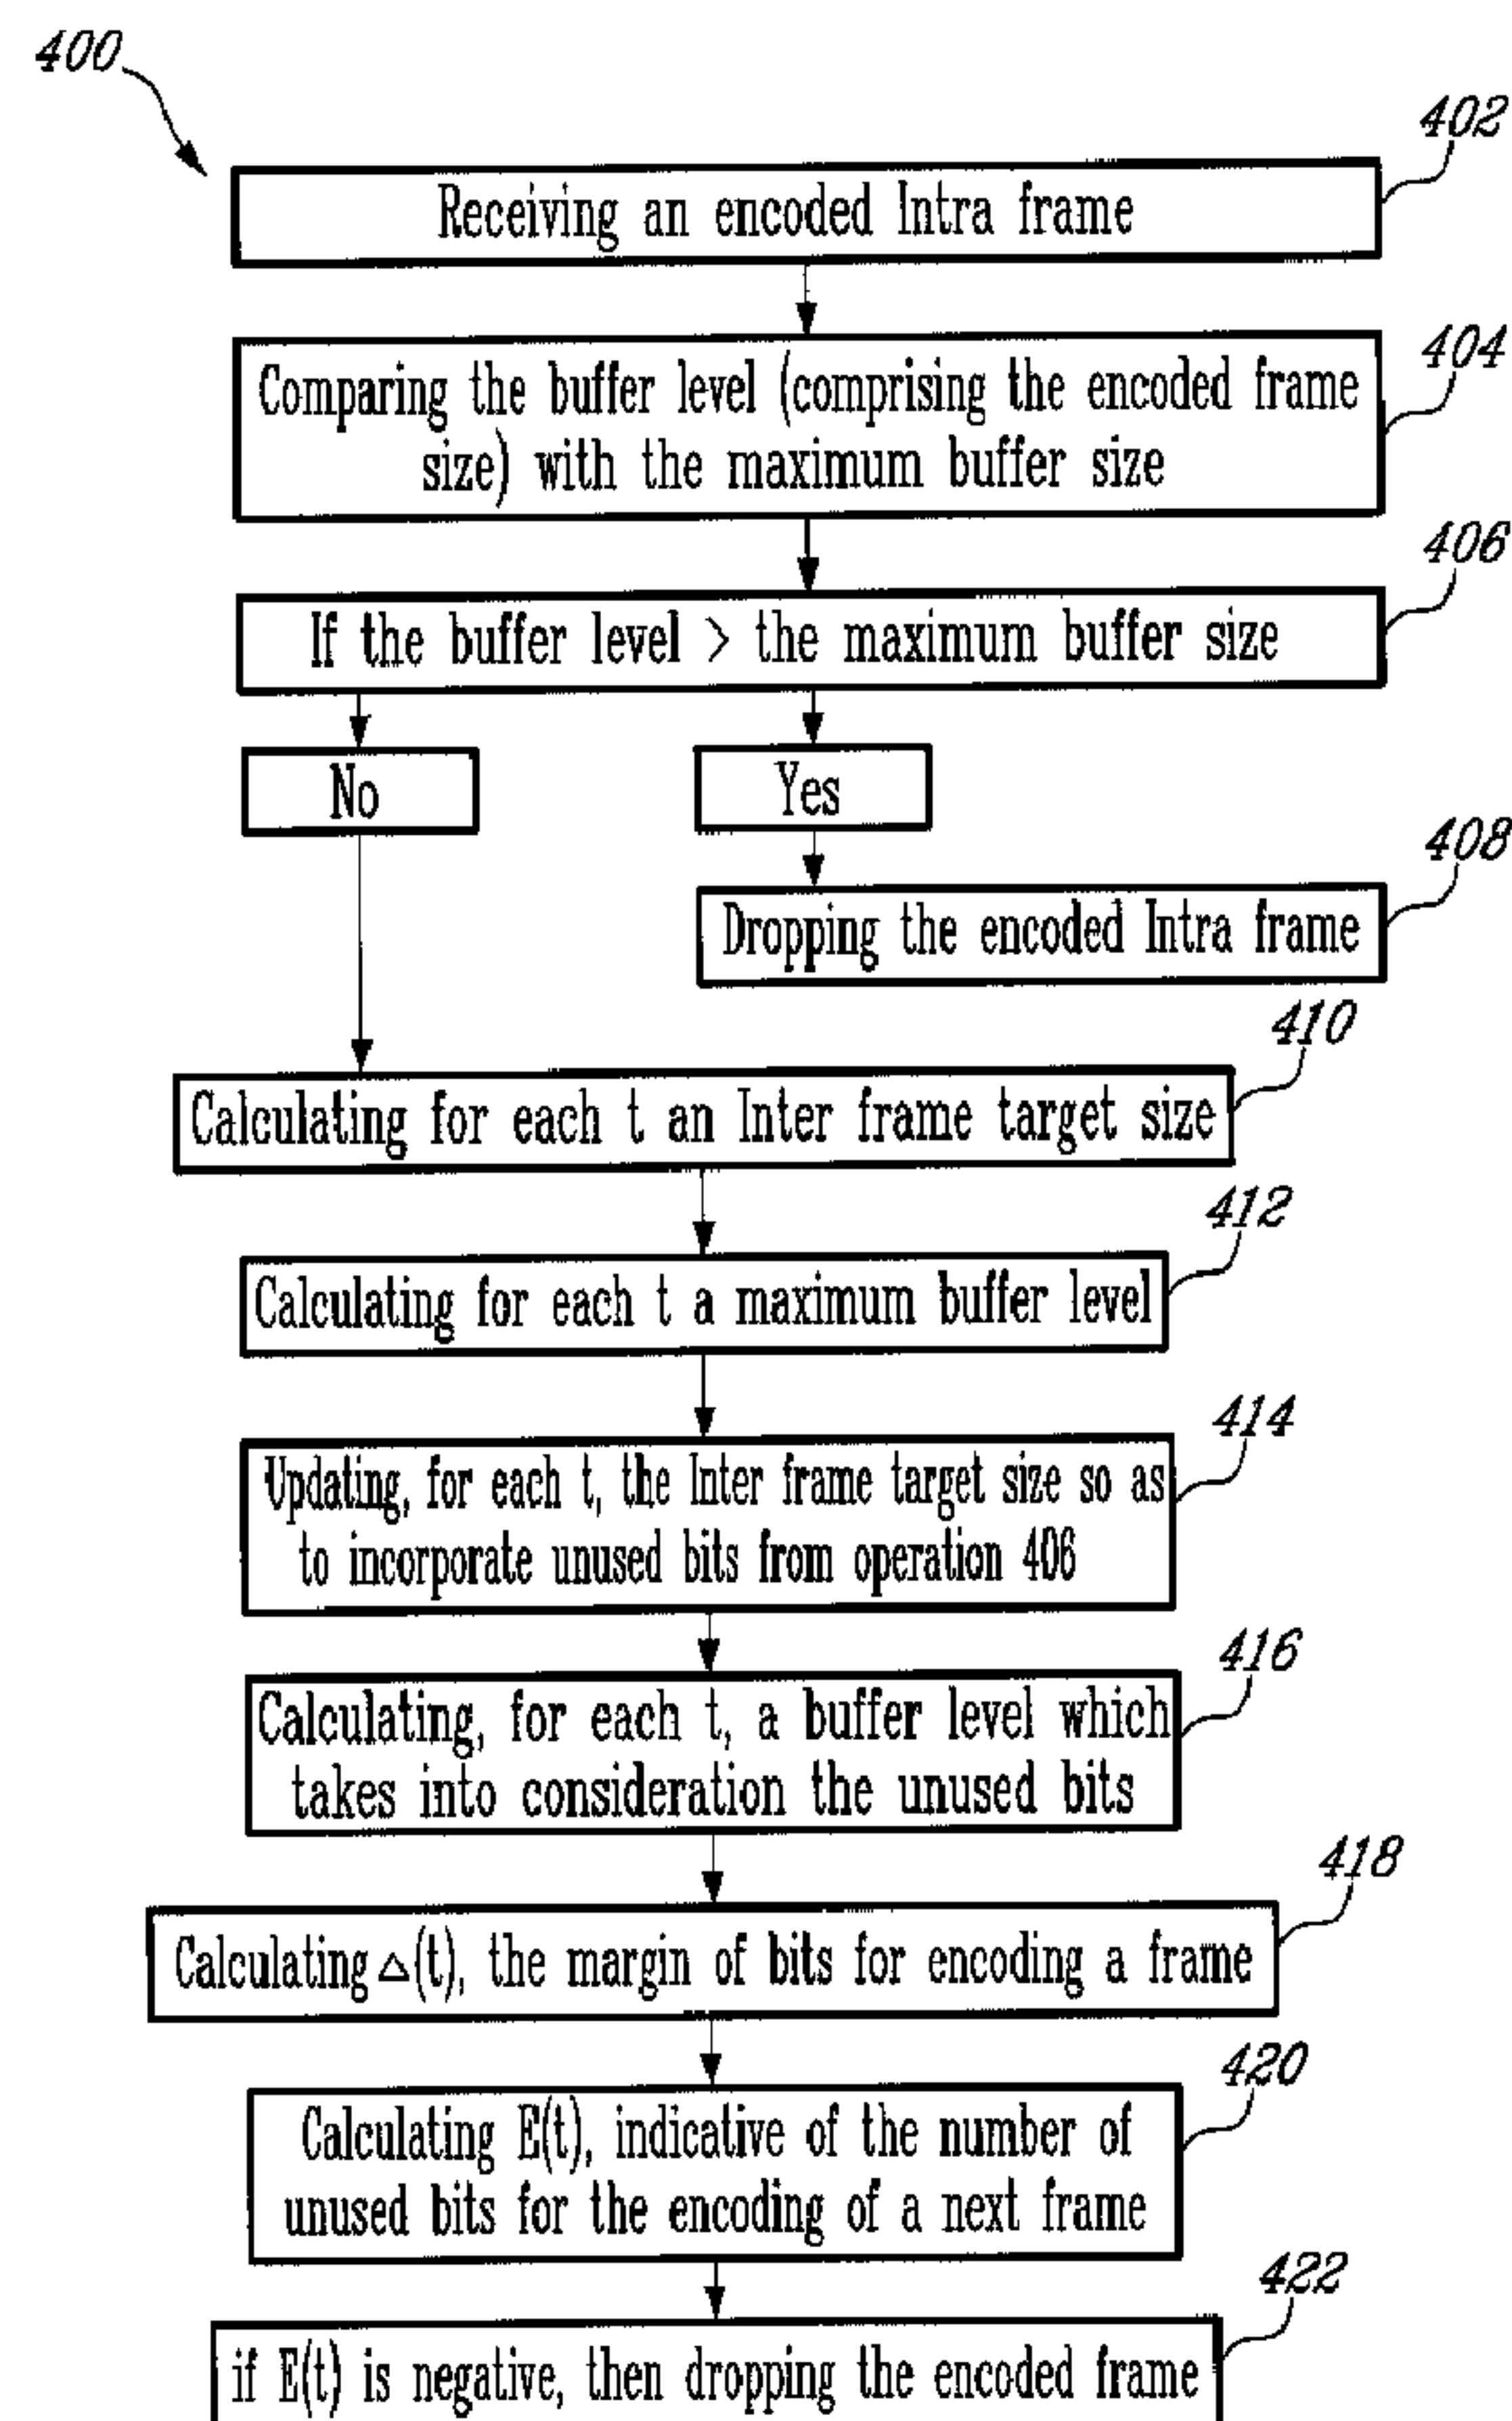 400
402
Receiving an encoded Intra frame
404
Comparing the buffer level (comprising the encoded frame
size) with the maximum buffer size
406
If the buffer level > the maximum buffer size
No
Yes
408
Dropping the encoded Intra frame
410
Calculating for each t an Inter frame target size
412
Calculating for each t a maximum buffer level
414
Updating, for each t, the Inter frame target size so as
to incorporate unused bits from operation 406
416
Calculating, for each t, a buffer level which
takes into consideration the unused bits
418
Calculating △(t), the margin of bits for encoding a frame
420
Calculating E(t), indicative of the number of
unused bits for the encoding of a next frame
422
if E(t) is negative, then dropping the encoded frame